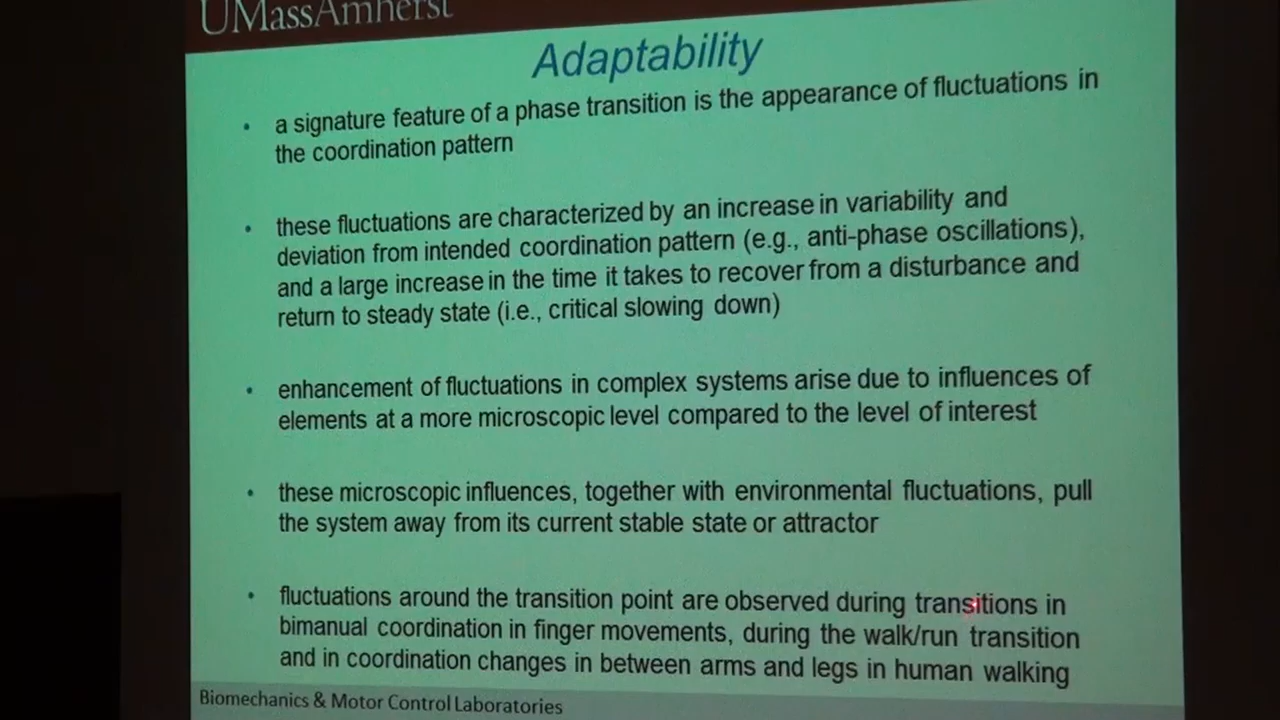 UMassAmherst
Adaptability
• a signature feature of a phase transition is the appearance of fluctuations in
the coordination pattern
• these fluctuations are characterized by an increase in variability and
deviation from intended coordination pattern (e.g., anti-phase oscillations),
and a large increase in the time it takes to recover from a disturbance and
return to steady state (i.e., critical slowing down)
• enhancement of fluctuations in complex systems arise due to influences of
elements at a more microscopic level compared to the level of interest
• these microscopic influences, together with environmental fluctuations, pull
the system away from its current stable state or attractor
• fluctuations around the transition point are observed during transitions in
bimanual coordination in finger movements, during the walk/run transition
and in coordination changes in between arms and legs in human walking
Biomechanics & Motor Control Laboratories